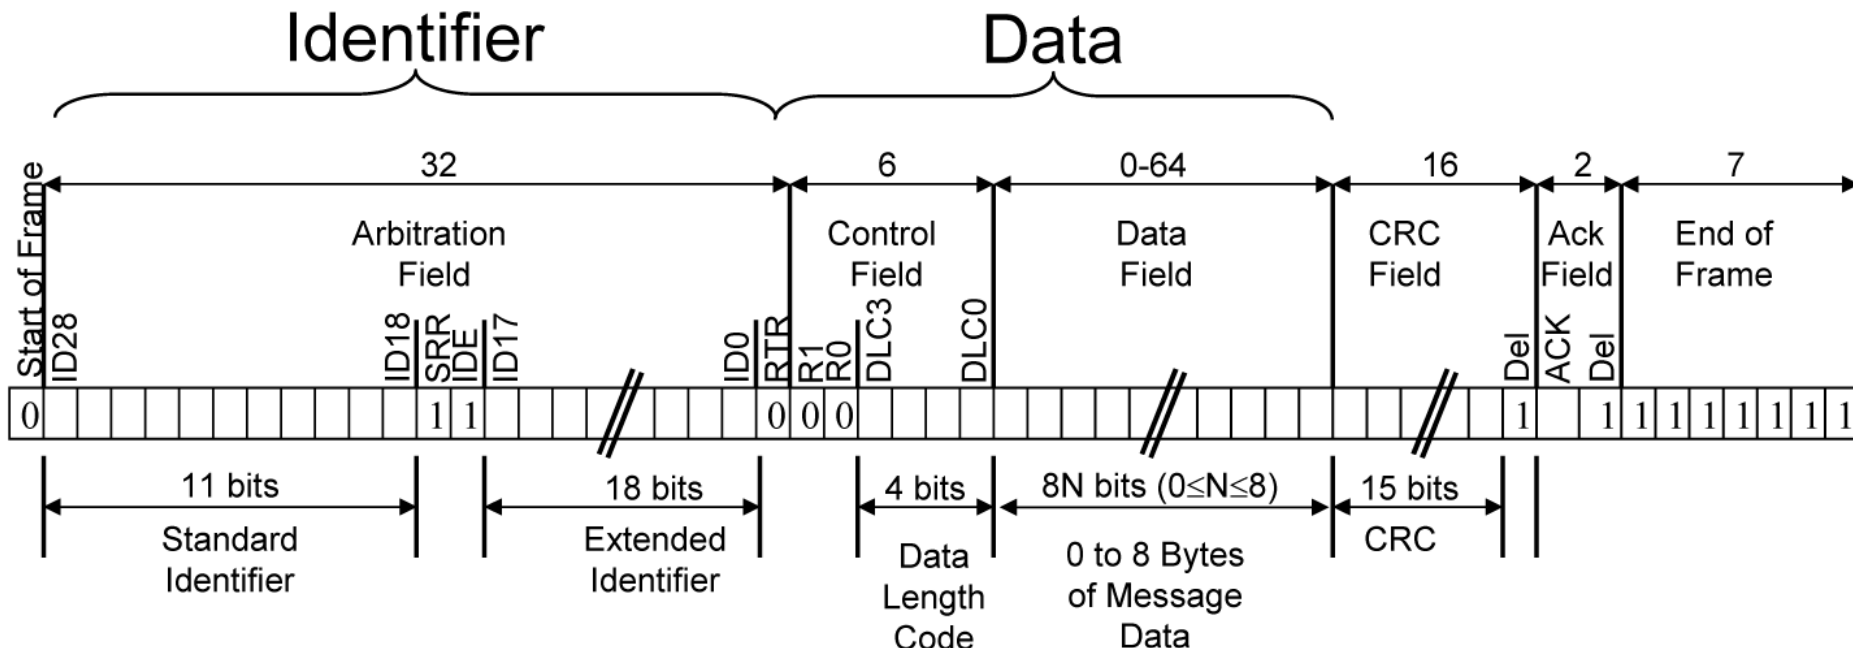 Identifier
Data
32
6
0-64
16
2
7
Start of Frame
Arbitration
Field
Control
Field
Data
Field
CRC
Field
Ack
Field
End of
Frame
ID28
ID18
SRR
IDE
ID17
ID0
RTR
R1
R0
DLC3
DLC0
Del
ACK
Del
0 1 1 0 0 0 1 1 1 1 1 1 1 1 1
11 bits
Standard
Identifier
18 bits
Extended
Identifier
4 bits
Data
Length
Code
8N bits (0≤N≤8)
0 to 8 Bytes
of Message
Data
15 bits
CRC